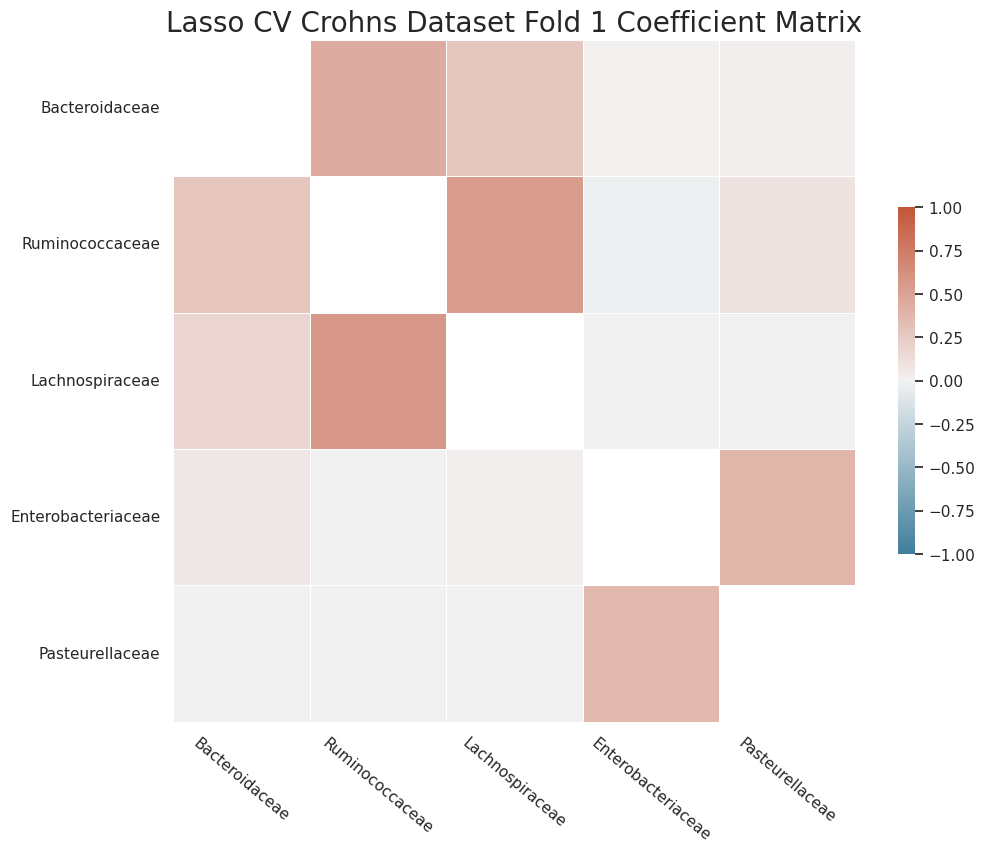 Lasso CV Crohns Dataset Fold 1 Coefficient Matrix
Bacteroidaceae
Ruminococcaceae
Lachnospiraceae
Enterobacteriaceae
Pasteurellaceae
Bacteroidaceae
Ruminococcaceae
Lachnospiraceae
Enterobacteriaceae
Pasteurellaceae
1.00
0.75
0.50
0.25
0.00
−0.25
−0.50
−0.75
−1.00